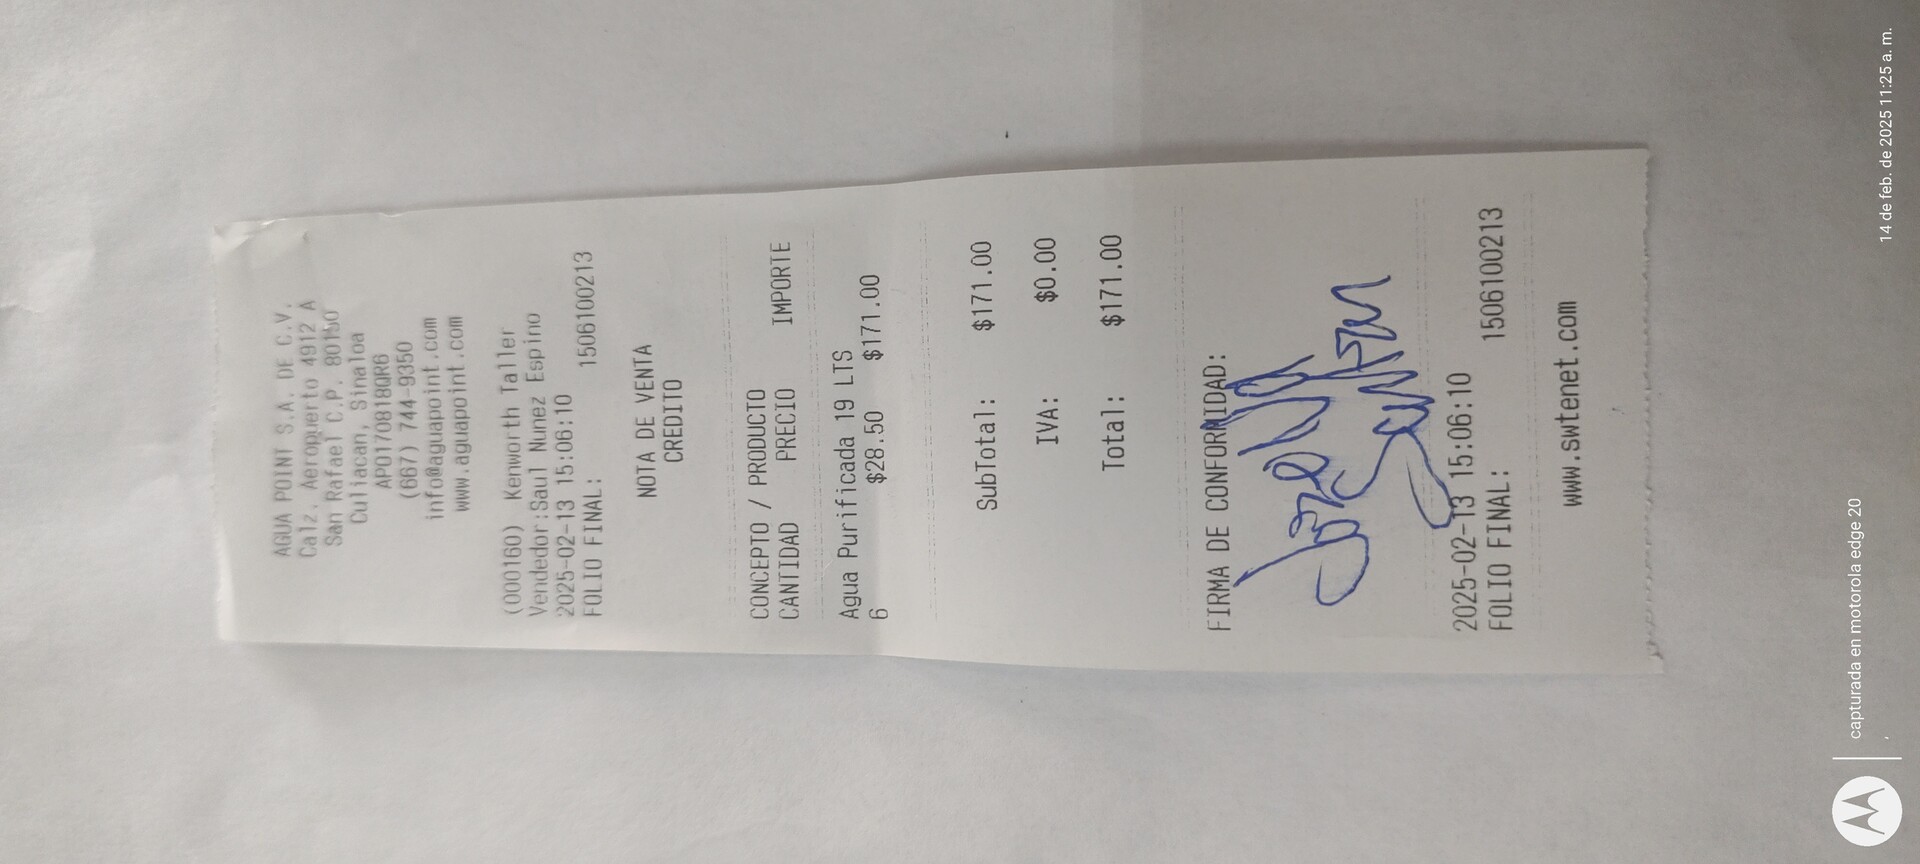 AGUA POINT S.A. DE C.V.
Calz. Aeropuerto 4912 A
San Rafael C.P. 80150
Culiacan, Sinaloa
APO170818QR6
(667) 744-9350
info@aguapoint.com
www.aguapoint.com
(000160) Kenworth Taller
Vendedor:Saul Nunez Espino
2025-02-13 15:06:10
FOLIO FINAL: 1506100213
NOTA DE VENTA
CREDITO
CONCEPTO / PRODUCTO
CANTIDAD PRECIO IMPORTE
Agua Purificada 19 LTS
6 $28.50 $171.00
SubTotal: $171.00
IVA: $0.00
Total: $171.00
FIRMA DE CONFORMIDAD:
2025-02-13 15:06:10
FOLIO FINAL: 1506100213
www.swtenet.com
capturada en motorola edge 20
14 de feb. de 2025 11:25 a. m.